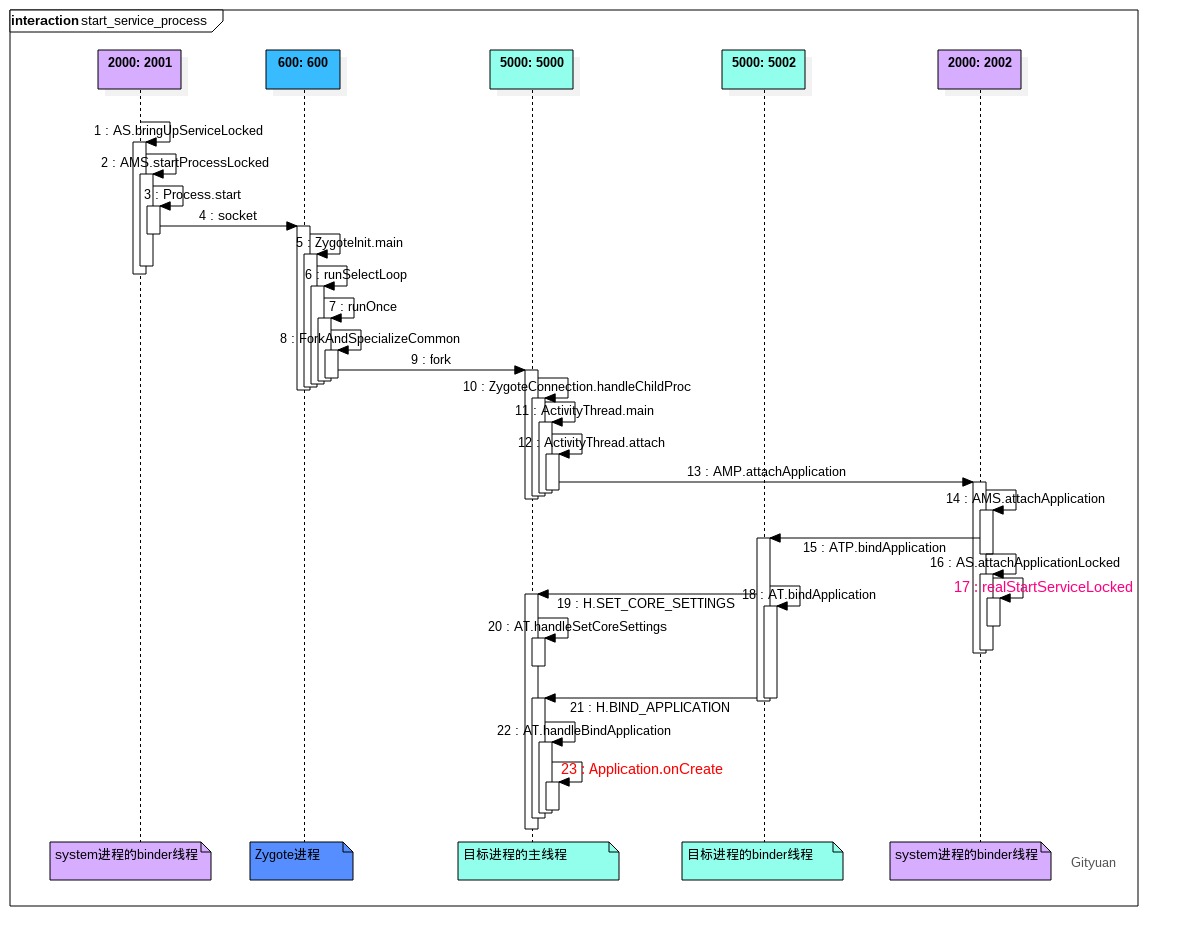 interaction start_service_process
2000: 2001
600: 600
5000: 5000
5000: 5002
2000: 2002
1 : AS.bringUpServiceLocked
2 : AMS.startProcessLocked
3 : Process.start
4 : socket
5 : ZygoteInit.main
6 : runSelectLoop
7 : runOnce
8 : ForkAndSpecializeCommon
9 : fork
10 : ZygoteConnection.handleChildProc
11 : ActivityThread.main
12 : ActivityThread.attach
13 : AMP.attachApplication
14 : AMS.attachApplication
15 : ATP.bindApplication
16 : AS.attachApplicationLocked
17 : realStartServiceLocked
18 : AT.bindApplication
19 : H.SET_CORE_SETTINGS
20 : AT.handleSetCoreSettings
21 : H.BIND_APPLICATION
22 : AT.handleBindApplication
23 : Application.onCreate
system进程的binder线程
Zygote进程
目标进程的主线程
目标进程的binder线程
system进程的binder线程
Gityuan